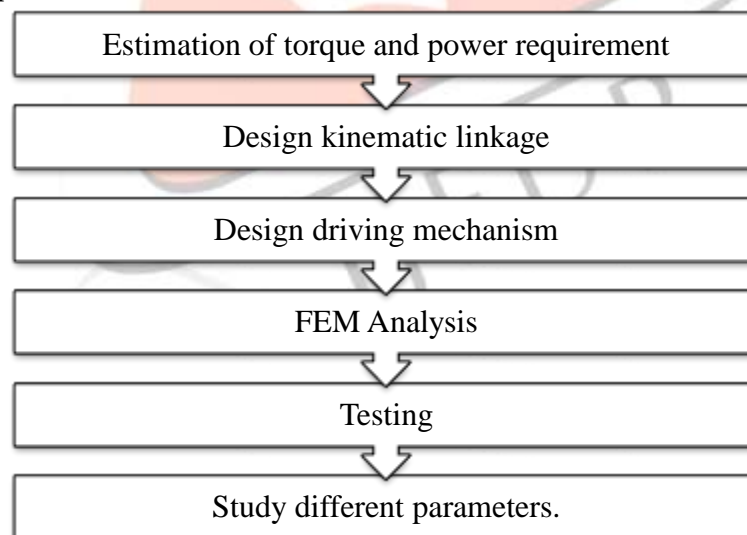 Estimation of torque and power requirement
Design kinematic linkage
Design driving mechanism
FEM Analysis
Testing
Study different parameters.